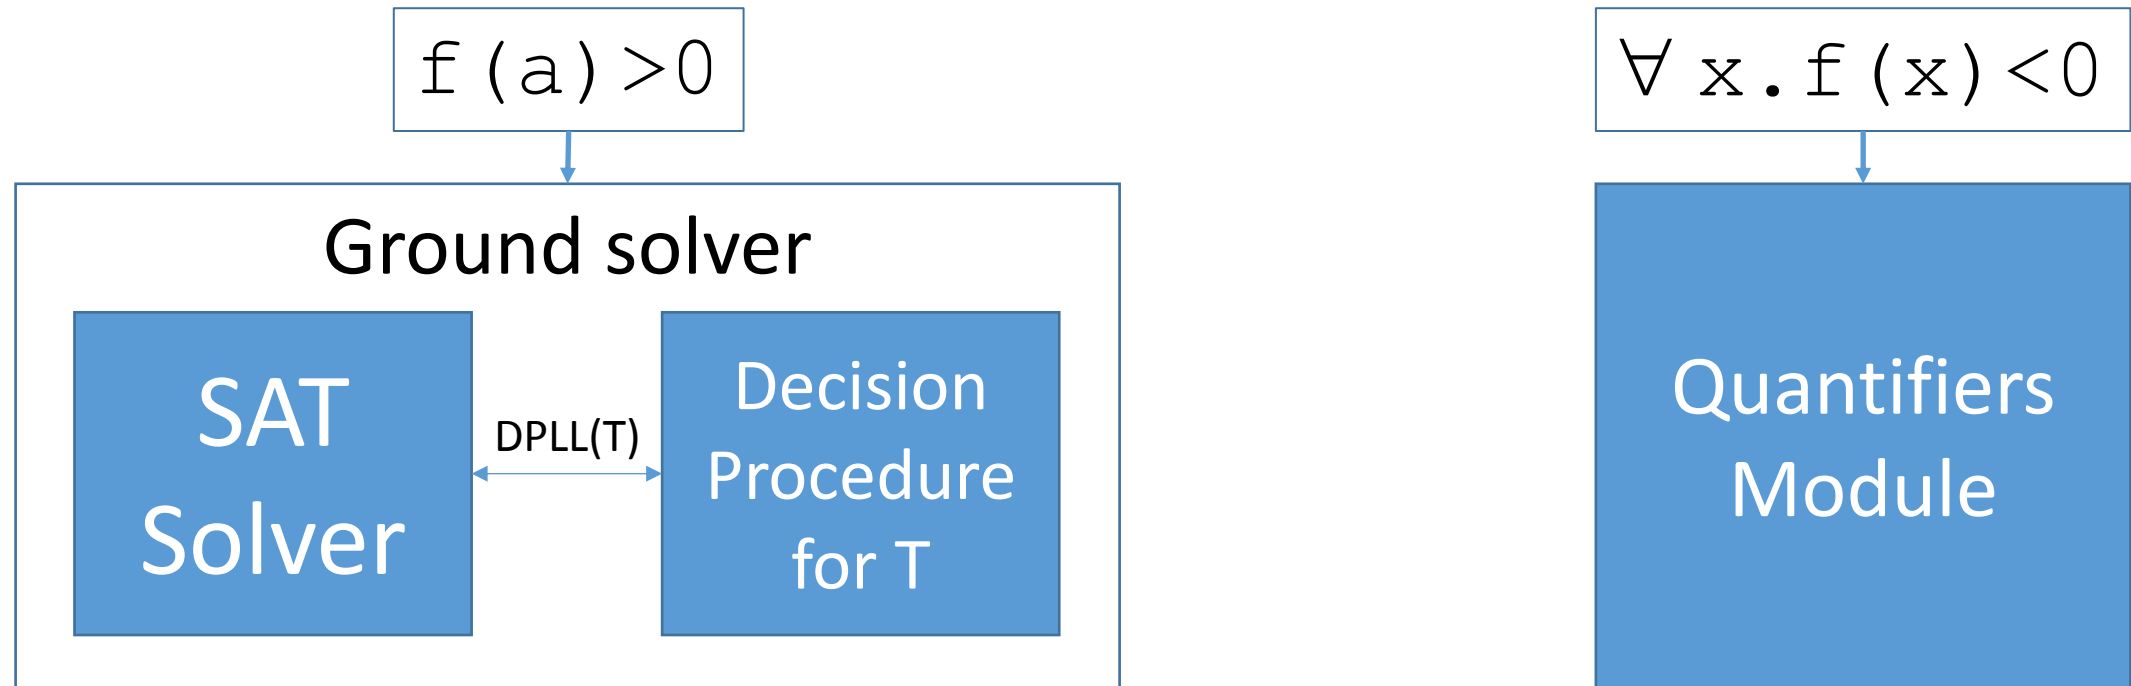 f(a)>0
∀ x.f(x)<0
Ground solver
SAT
Solver
DPLL(T)
Decision
Procedure
for T
Quantifiers
Module